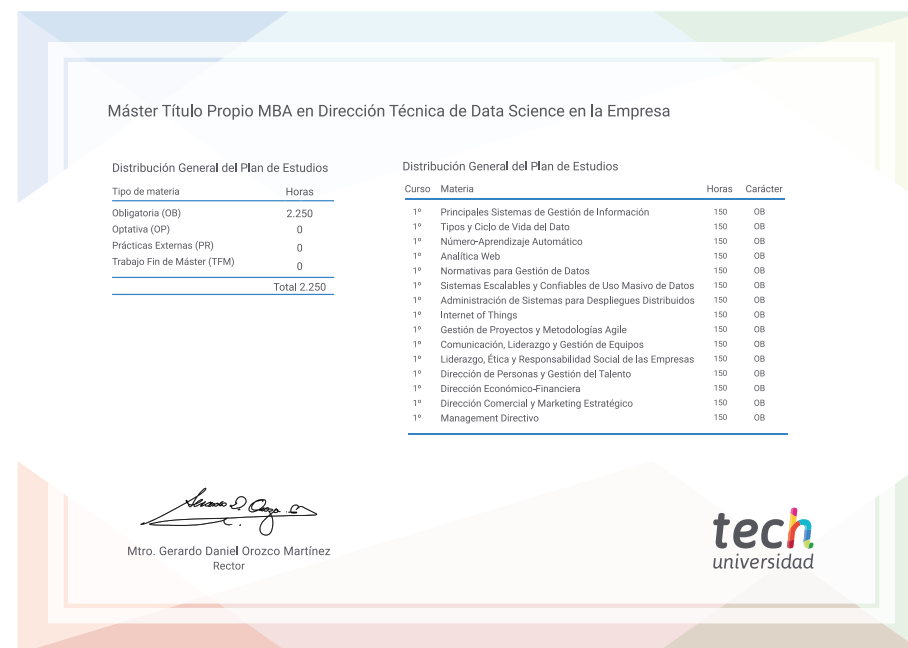 Máster Título Propio MBA en Dirección Técnica de Data Science en la Empresa
Distribución General del Plan de Estudios
Tipo de materia Horas
Obligatoria (OB) 2.250
Optativa (OP) 0
Prácticas Externas (PR) 0
Trabajo Fin de Máster (TFM) 0
Total 2.250
Distribución General del Plan de Estudios
Curso Materia Horas Carácter
1º Principales Sistemas de Gestión de Información 150 OB
1º Tipos y Ciclo de Vida del Dato 150 OB
1º Número-Aprendizaje Automático 150 OB
1º Analítica Web 150 OB
1º Normativas para Gestión de Datos 150 OB
1º Sistemas Escalables y Confiables de Uso Masivo de Datos 150 OB
1º Administración de Sistemas para Despliegues Distribuidos 150 OB
1º Internet of Things 150 OB
1º Gestión de Proyectos y Metodologías Agile 150 OB
1º Comunicación, Liderazgo y Gestión de Equipos 150 OB
1º Liderazgo, Ética y Responsabilidad Social de las Empresas 150 OB
1º Dirección de Personas y Gestión del Talento 150 OB
1º Dirección Económico-Financiera 150 OB
1º Dirección Comercial y Marketing Estratégico 150 OB
1º Management Directivo 150 OB
Mtro. Gerardo Daniel Orozco Martínez
Rector
tech
universidad